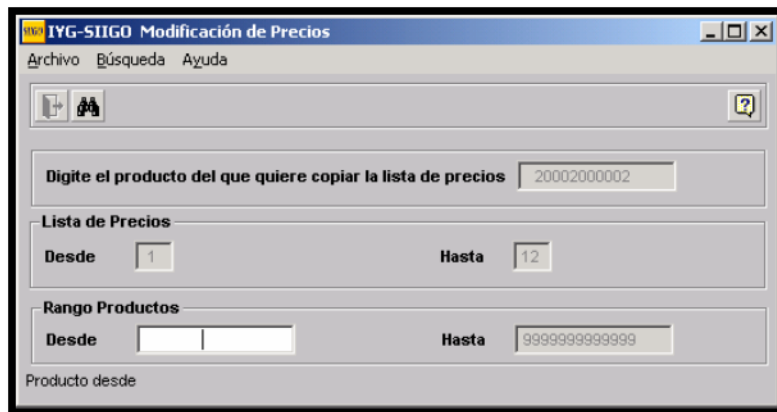 SIIGO IYG-SIIGO Modificación de Precios
Archivo Búsqueda Ayuda
Digite el producto del que quiere copiar la lista de precios 20002000002
Lista de Precios
Desde 1 Hasta 12
Rango Productos
Desde Hasta 9999999999999
Producto desde